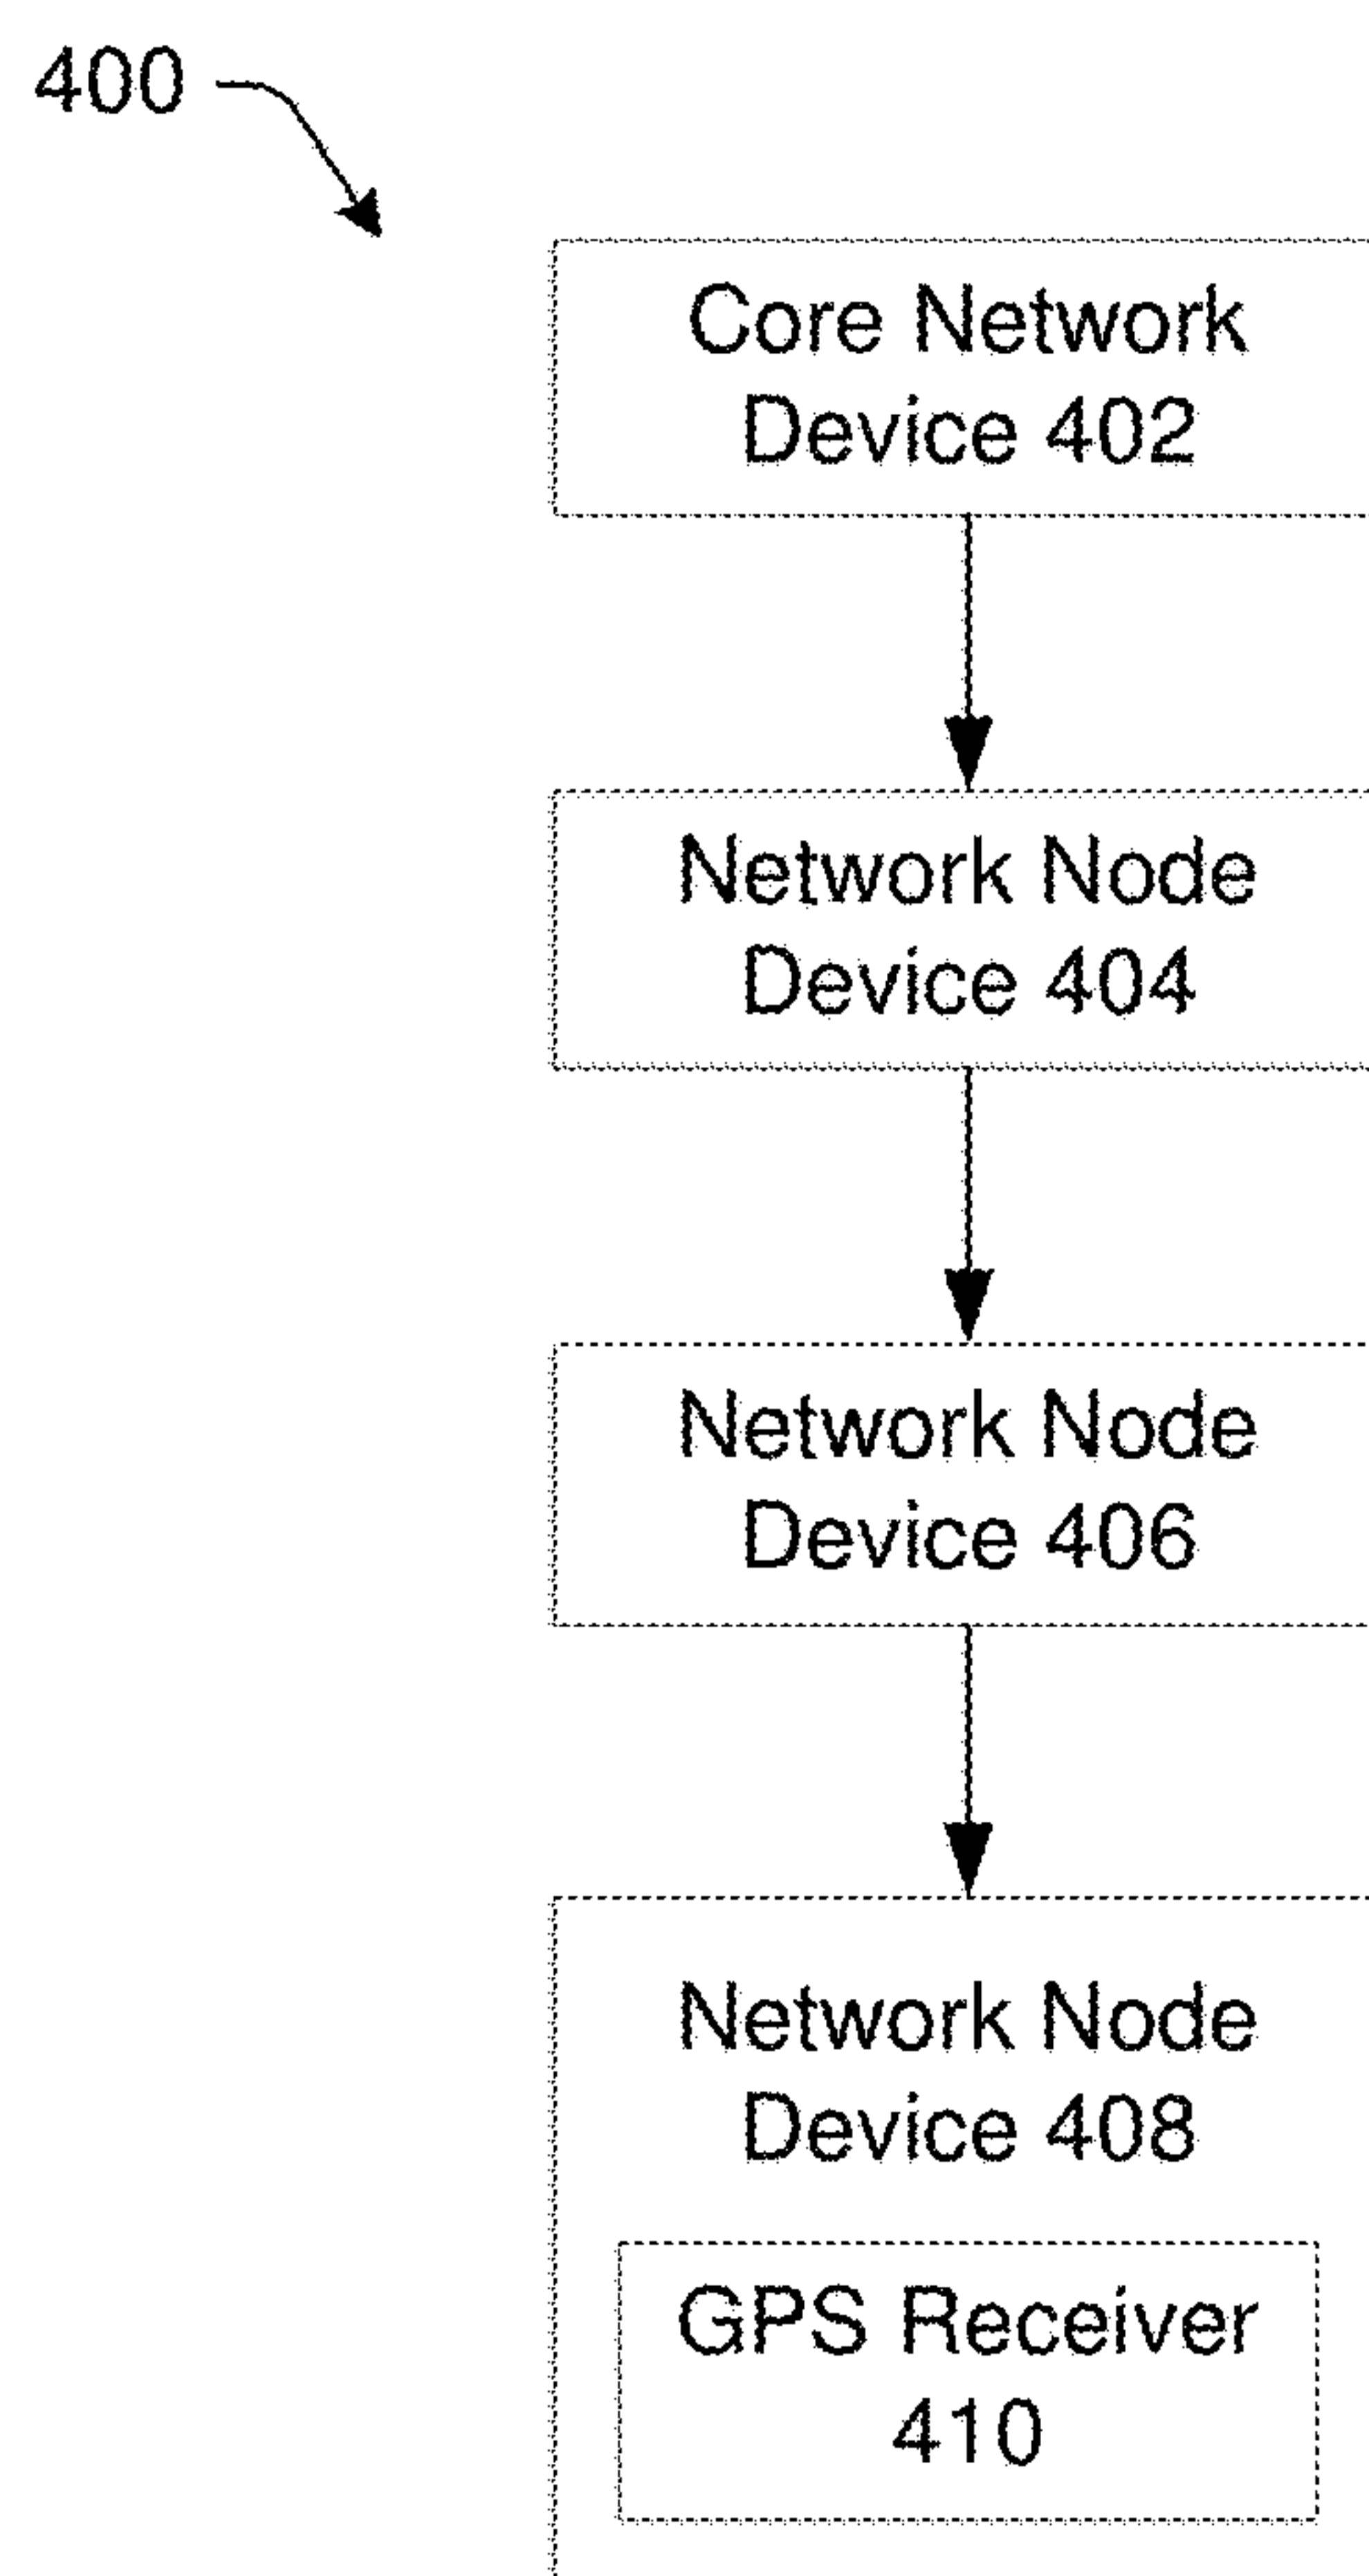 400
Core Network
Device 402
Network Node
Device 404
Network Node
Device 406
Network Node
Device 408
GPS Receiver
410